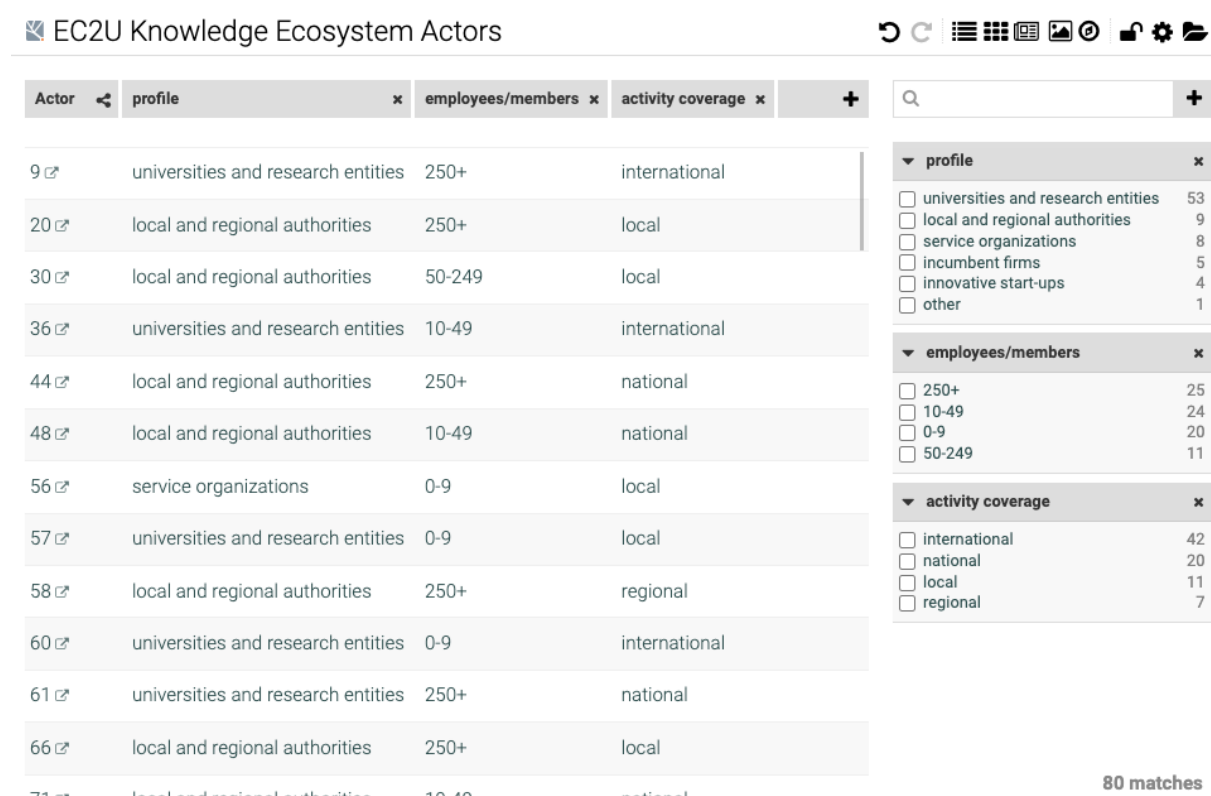 EC2U Knowledge Ecosystem Actors
Actor profile employees/members activity coverage
9 universities and research entities 250+ international
20 local and regional authorities 250+ local
30 local and regional authorities 50-249 local
36 universities and research entities 10-49 international
44 local and regional authorities 250+ national
48 local and regional authorities 10-49 national
56 service organizations 0-9 local
57 universities and research entities 0-9 local
58 local and regional authorities 250+ regional
60 universities and research entities 0-9 international
61 universities and research entities 250+ national
66 local and regional authorities 250+ local
profile
universities and research entities 53
local and regional authorities 9
service organizations 8
incumbent firms 5
innovative start-ups 4
other 1
employees/members
250+ 25
10-49 24
0-9 20
50-249 11
activity coverage
international 42
national 20
local 11
regional 7
80 matches